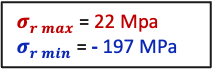 σr max = 22 Mpa
σr min = - 197 MPa